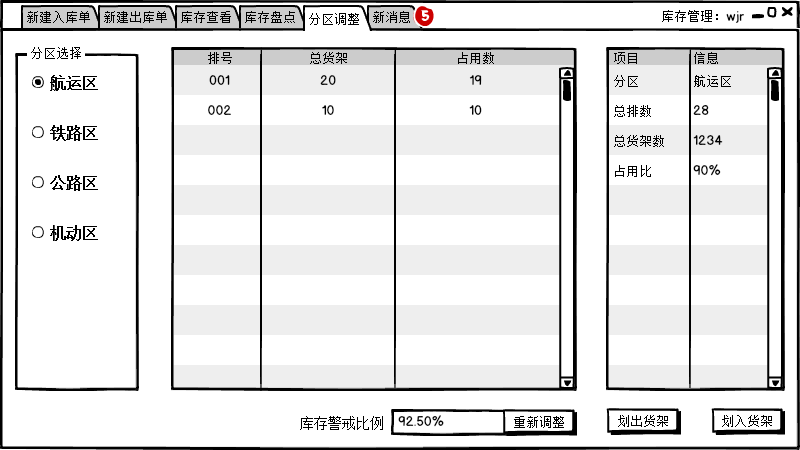 新建入库单 新建出库单 库存查看 库存盘点 分区调整 新消息 5 库存管理：wjr
分区选择
航运区
铁路区
公路区
机动区
排号 总货架 占用数
001 20 19
002 10 10
项目 信息
分区 航运区
总排数 28
总货架数 1234
占用比 90%
库存警戒比例 92.50% 重新调整 划出货架 划入货架